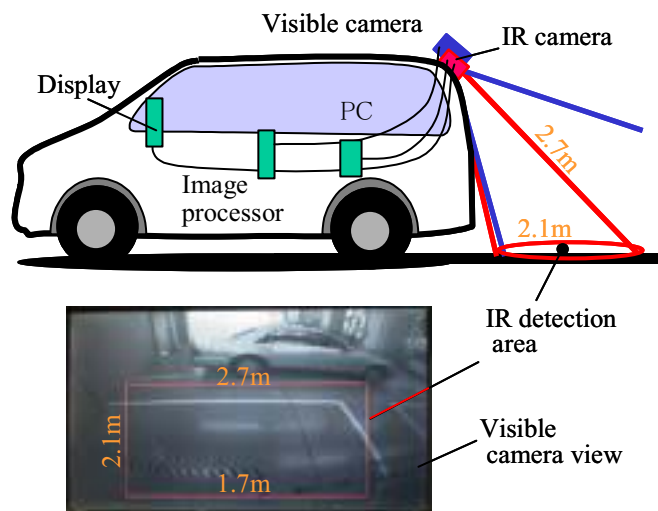 Visible camera
IR camera
Display
PC
2.7m
Image
processor
2.1m
IR detection
area
2.7m
2.1m
Visible
camera view
1.7m